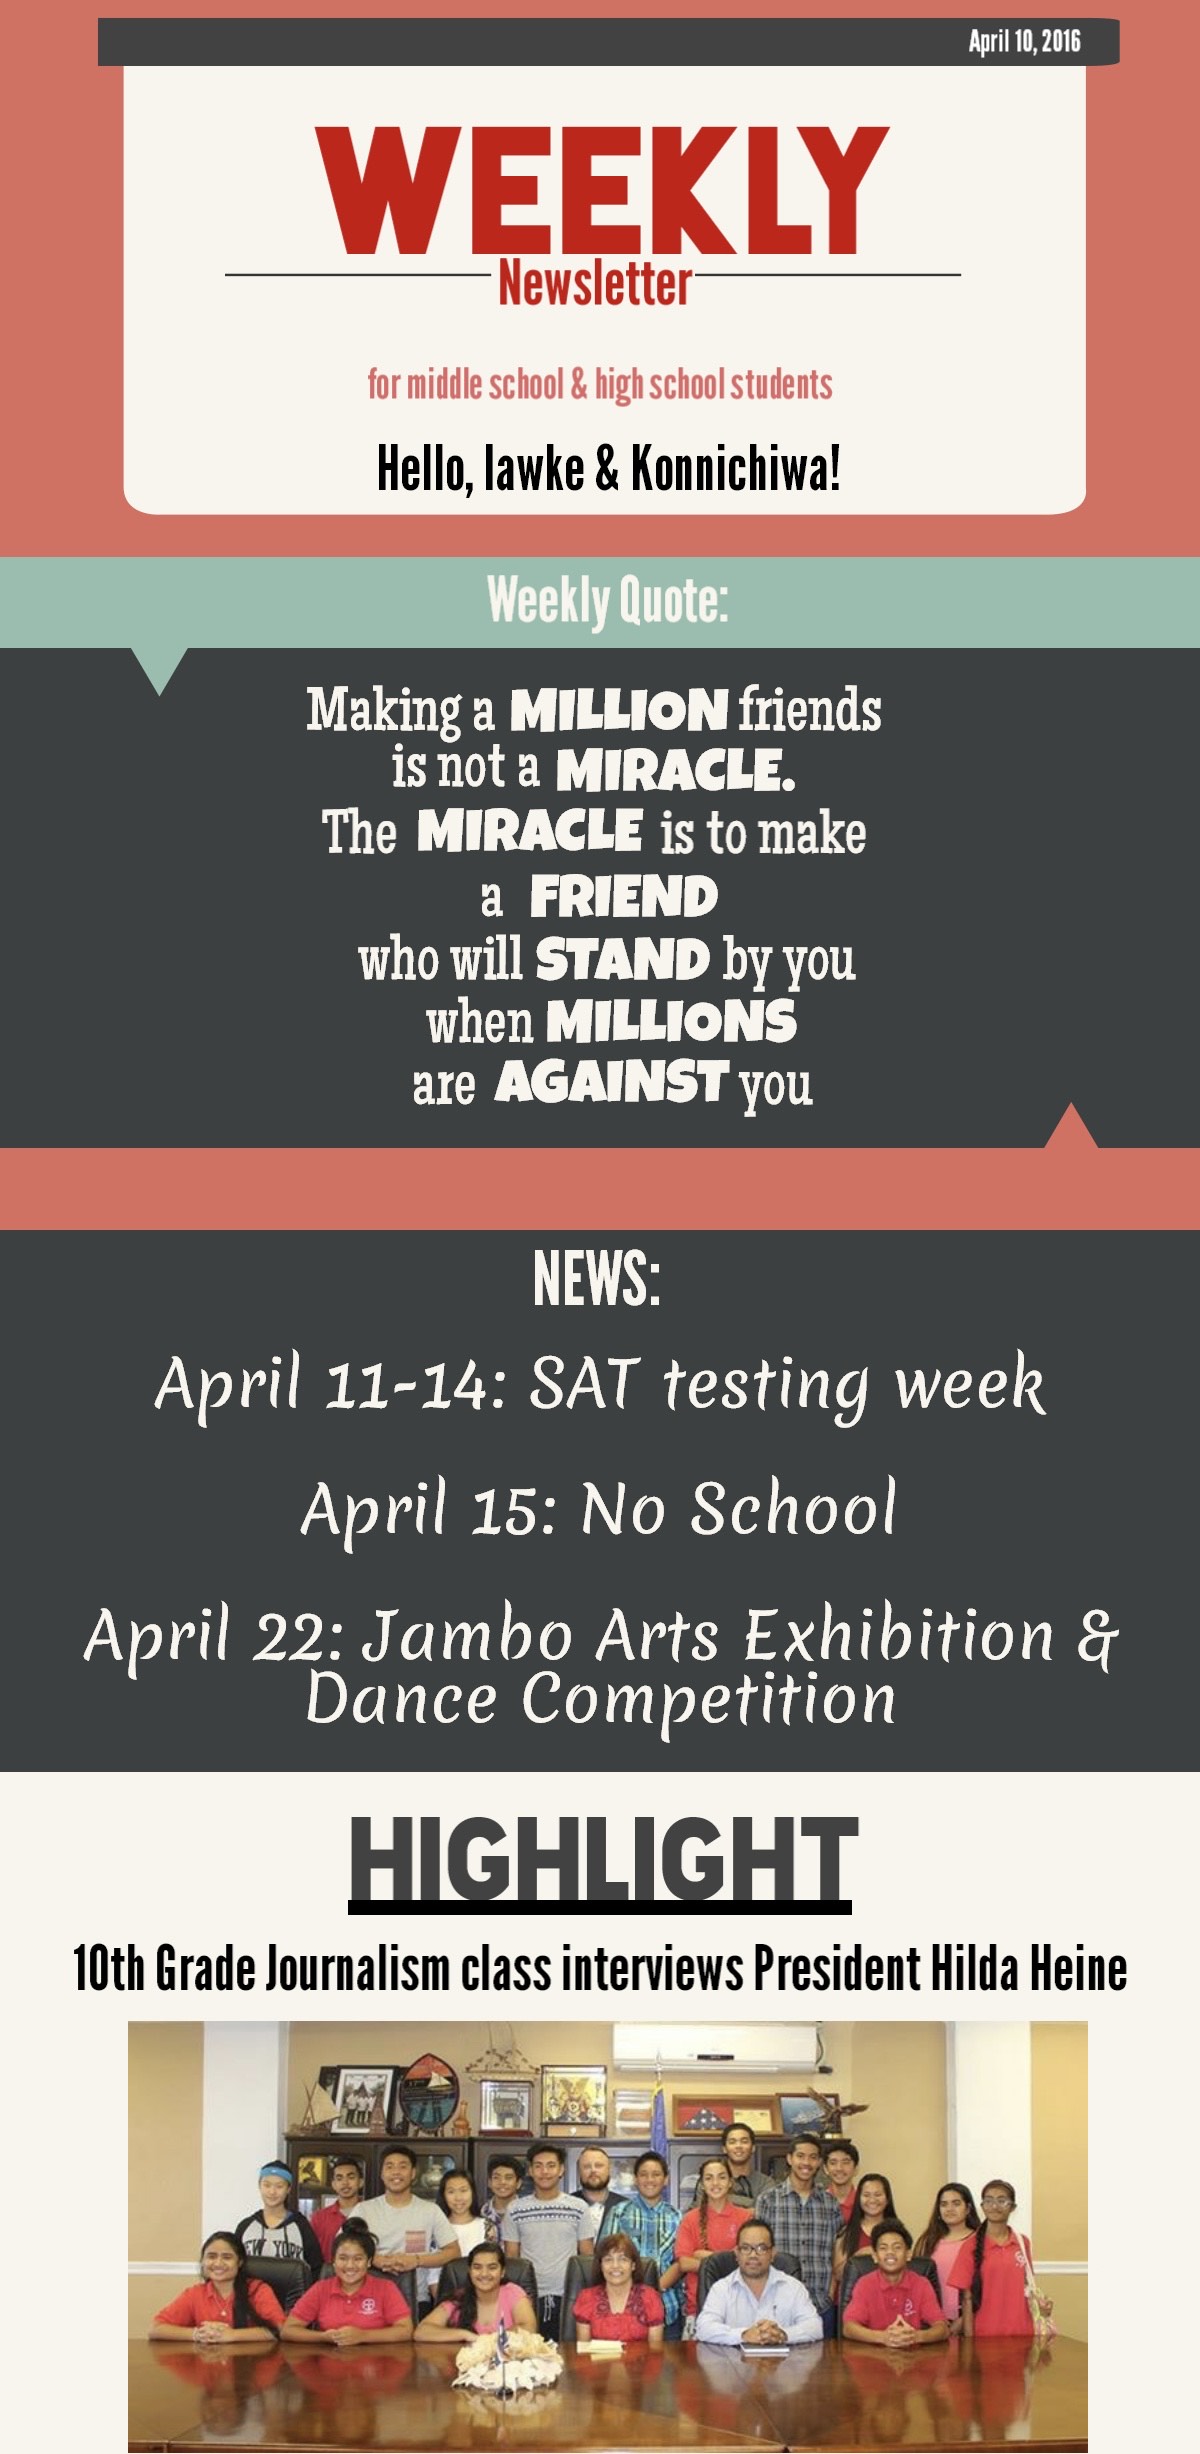 April 10, 2016
WEEKLY
Newsletter
for middle school & high school students
Hello, Iawke & Konnichiwa!
Weekly Quote:
Making a MILLION friends
is not a MIRACLE.
The MIRACLE is to make
a FRIEND
who will STAND by you
when MILLIONS
are AGAINST you
NEWS:
April 11-14: SAT testing week
April 15: No School
April 22: Jambo Arts Exhibition &
Dance Competition
HIGHLIGHT
10th Grade Journalism class interviews President Hilda Heine
NEW YORK